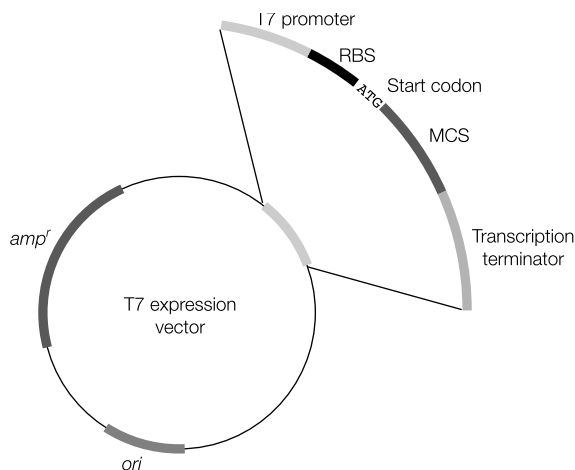 T7 promoter
RBS
ATG
Start codon
MCS
Transcription
terminator
amp^r
T7 expression
vector
ori